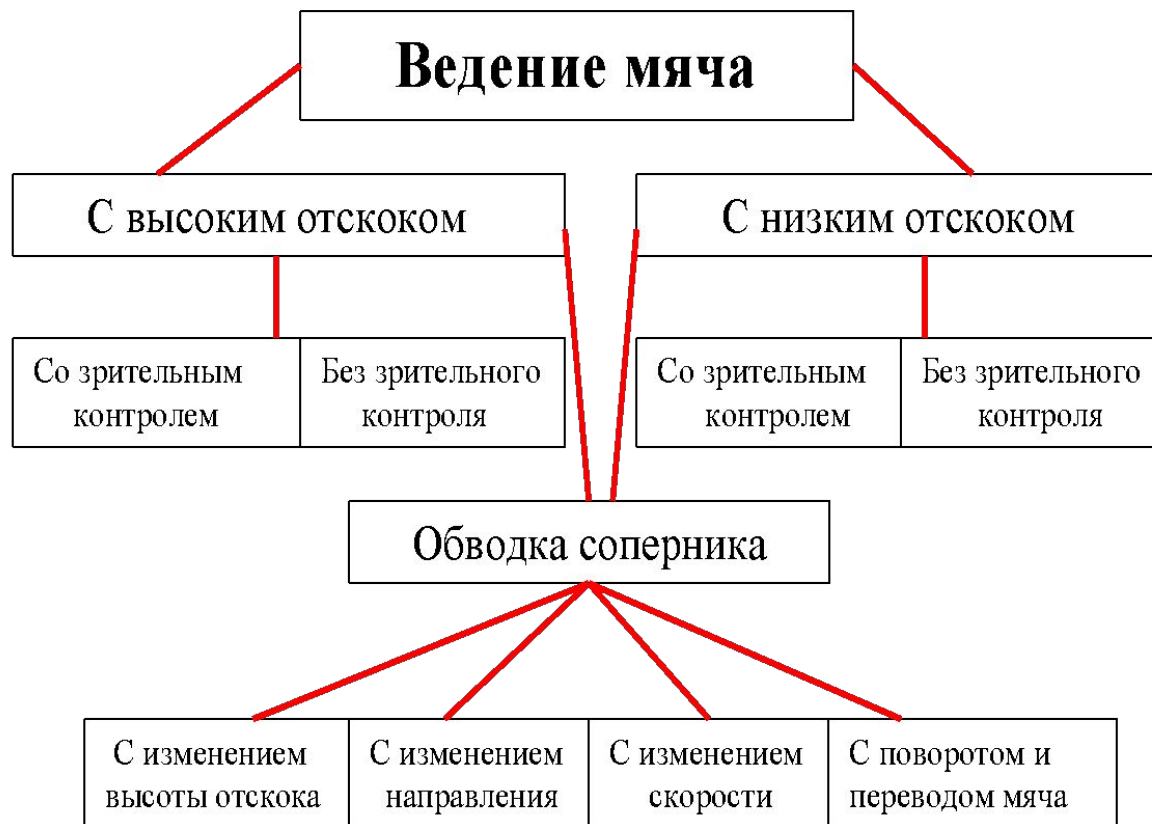 Ведение мяча
С высоким отскоком
С низким отскоком
Со зрительным
контролем
Без зрительного
контроля
Со зрительным
контролем
Без зрительного
контроля
Обводка соперника
С изменением
высоты отскока
С изменением
направления
С изменением
скорости
С поворотом и
переводом мяча